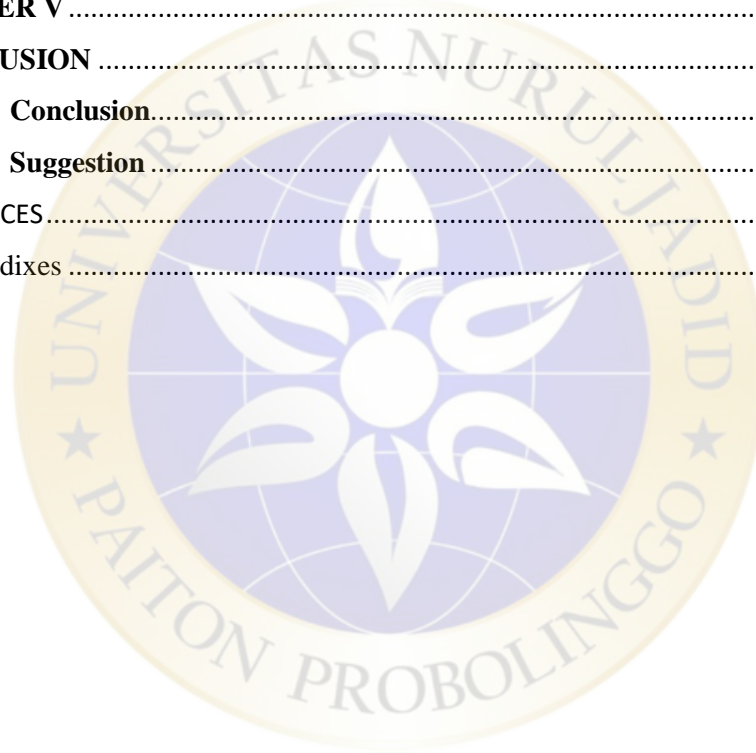 ER V ................................................................................
USION ................................................................................
Conclusion................................................................................
Suggestion ................................................................................
CES................................................................................
dixes ................................................................................
UNIVERSITAS NURUL JADID
★ PAITON PROBOLINGGO ★